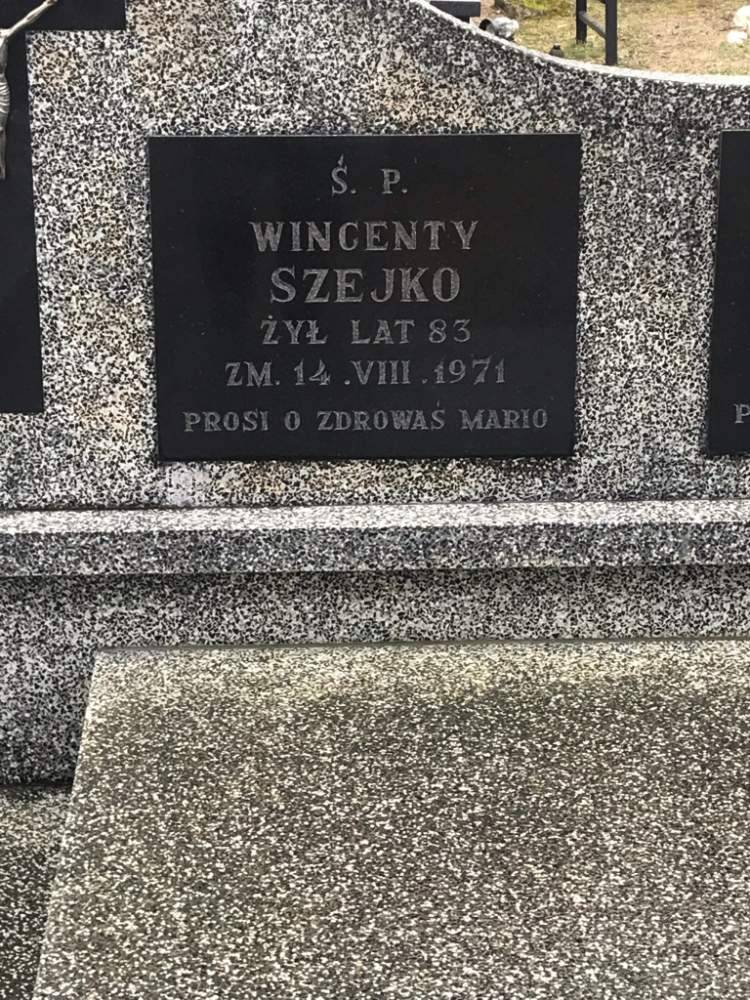 Ś. P.
WINCENTY
SZEJKO
ŻYŁ LAT 83
ZM. 14.VIII.1971
PROSI O ZDROWAŚ MARIO
P